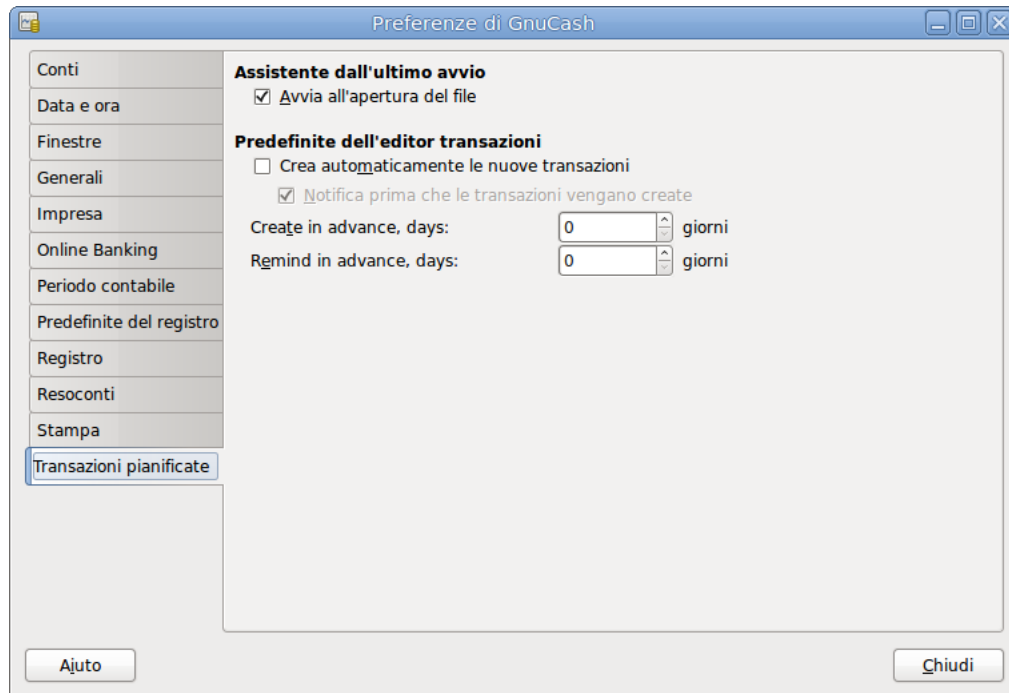 Preferenze di GnuCash
Conti
Data e ora
Finestre
Generali
Impresa
Online Banking
Periodo contabile
Predefinite del registro
Registro
Resoconti
Stampa
Transazioni pianificate
Assistente dall'ultimo avvio
Avvia all'apertura del file
Predefinite dell'editor transazioni
Crea automaticamente le nuove transazioni
Notifica prima che le transazioni vengano create
Create in advance, days: 0 giorni
Remind in advance, days: 0 giorni
Aiuto
Chiudi